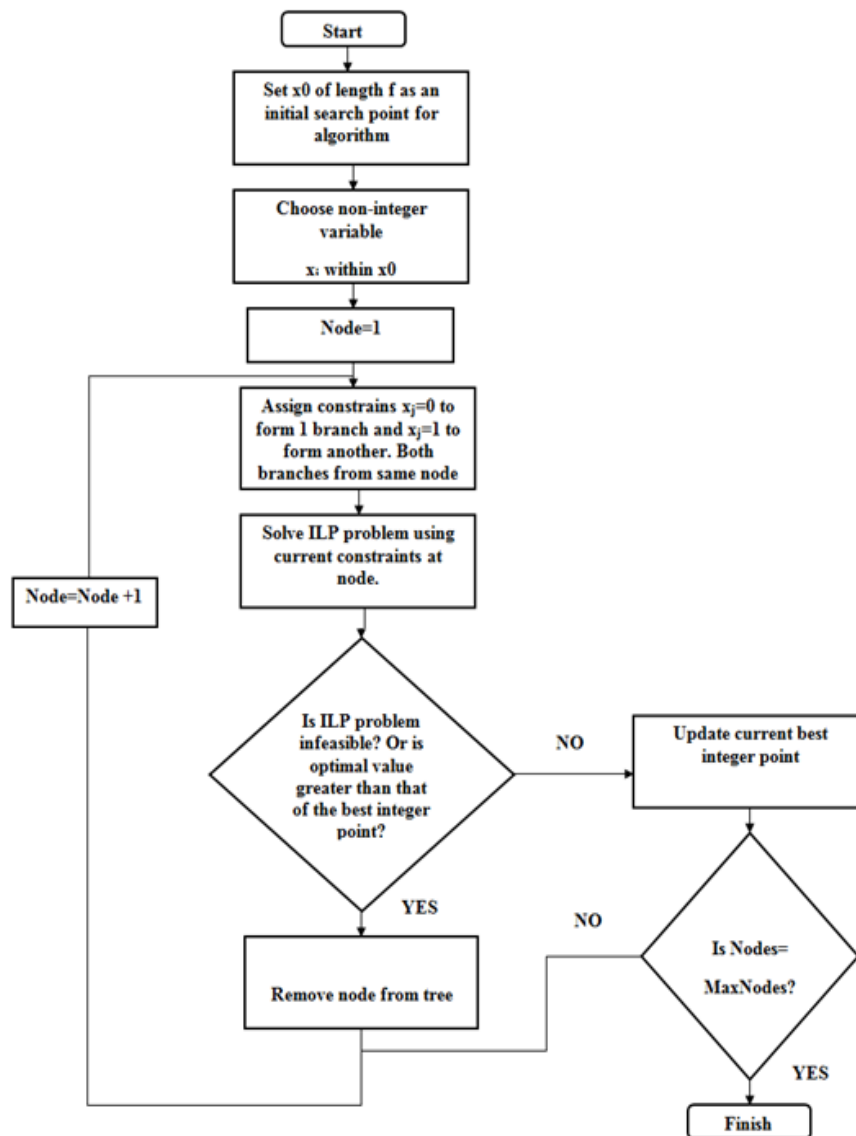 Start
Set x0 of length f as an
initial search point for
algorithm
Choose non-integer
variable
xᵢ within x0
Node=1
Assign constrains xⱼ=0 to
form 1 branch and xⱼ=1 to
form another. Both
branches from same node
Solve ILP problem using
current constraints at
node.
Node=Node +1
Is ILP problem
infeasible? Or is
optimal value
greater than that
of the best integer
point?
NO
Update current best
integer point
YES
NO
Remove node from tree
Is Nodes=
MaxNodes?
YES
Finish